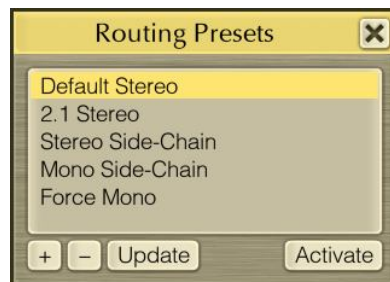 Routing Presets
Default Stereo
2.1 Stereo
Stereo Side-Chain
Mono Side-Chain
Force Mono
+ − Update Activate